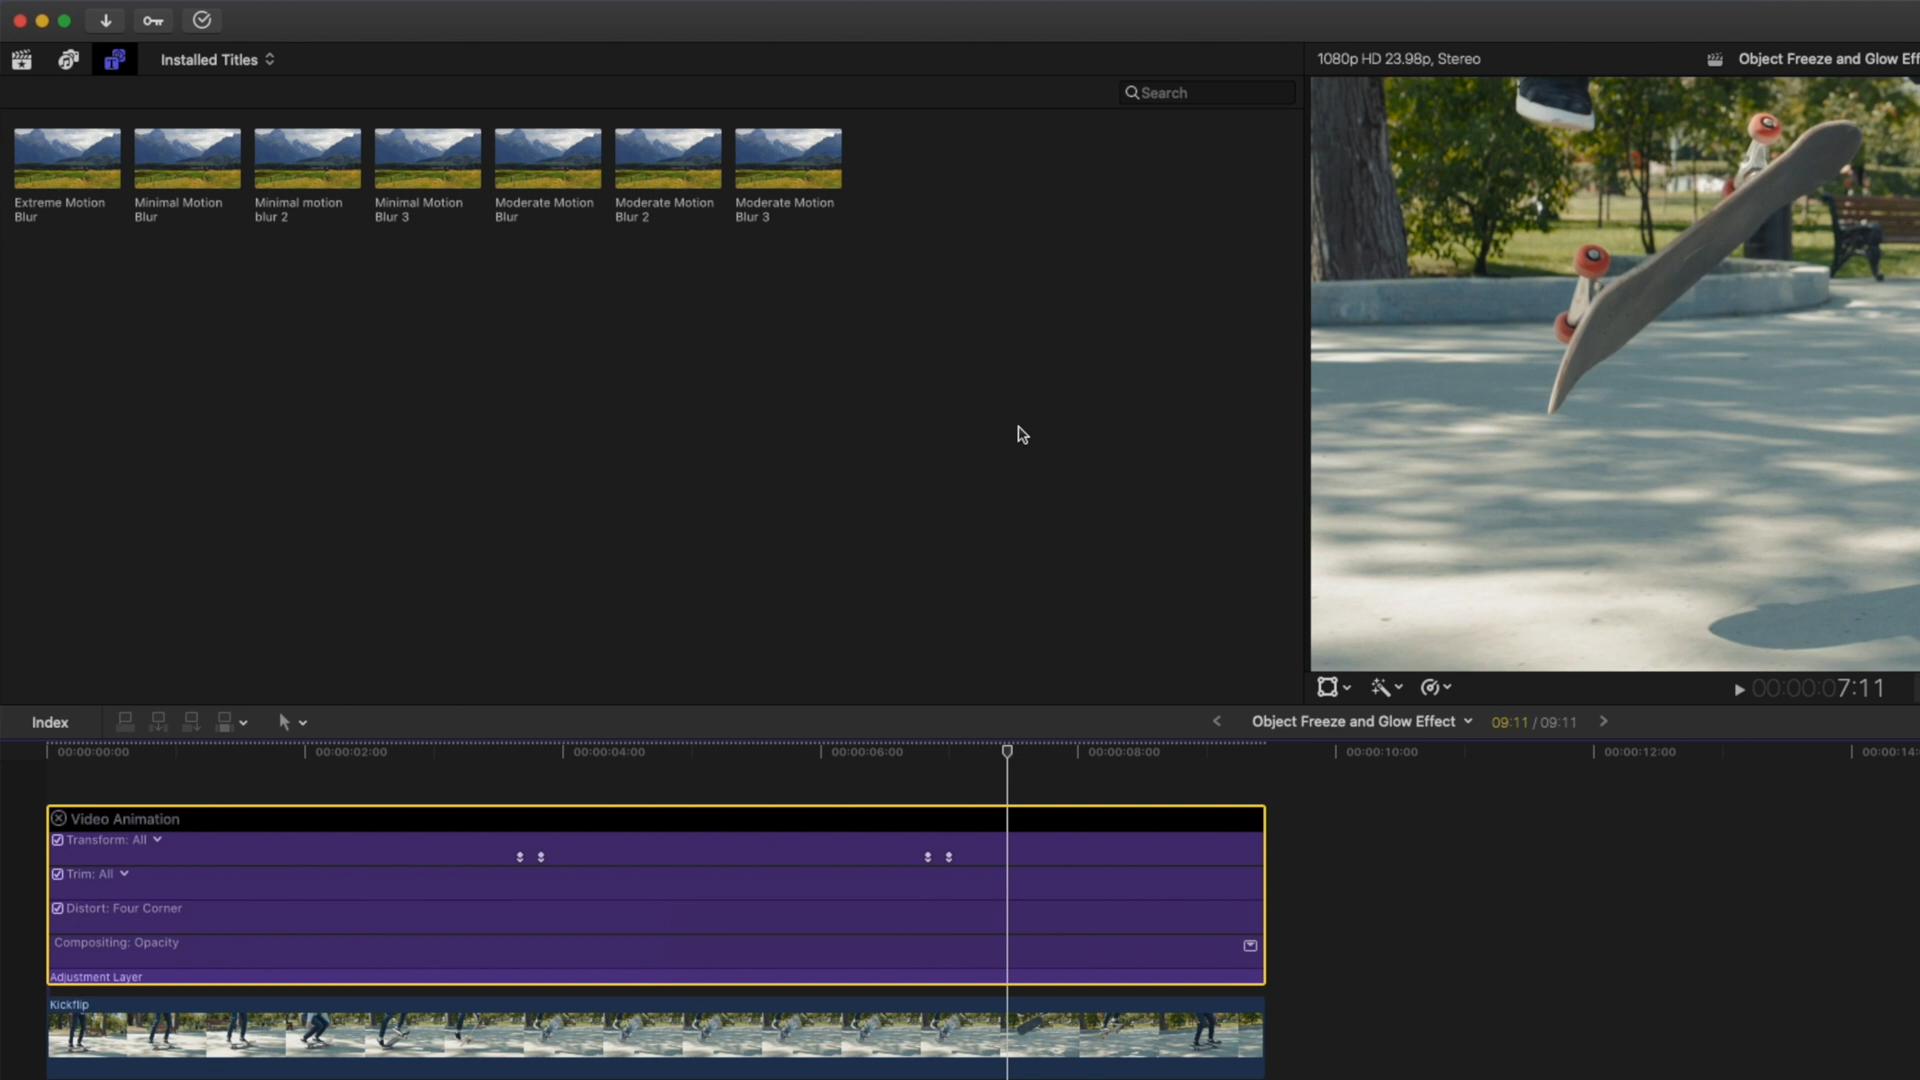 Installed Titles
1080p HD 23.98p, Stereo
Object Freeze and Glow Eff
Search
Extreme Motion
Blur
Minimal Motion
Blur
Minimal motion
blur 2
Minimal Motion
Blur 3
Moderate Motion
Blur
Moderate Motion
Blur 2
Moderate Motion
Blur 3
00:00:07:11
Index
Object Freeze and Glow Effect
09:11 / 09:11
00:00:00:00
00:00:02:00
00:00:04:00
00:00:06:00
00:00:08:00
00:00:10:00
00:00:12:00
00:00:14:
Video Animation
Transform: All
Trim: All
Distort: Four Corner
Compositing: Opacity
Adjustment Layer
Kickflip